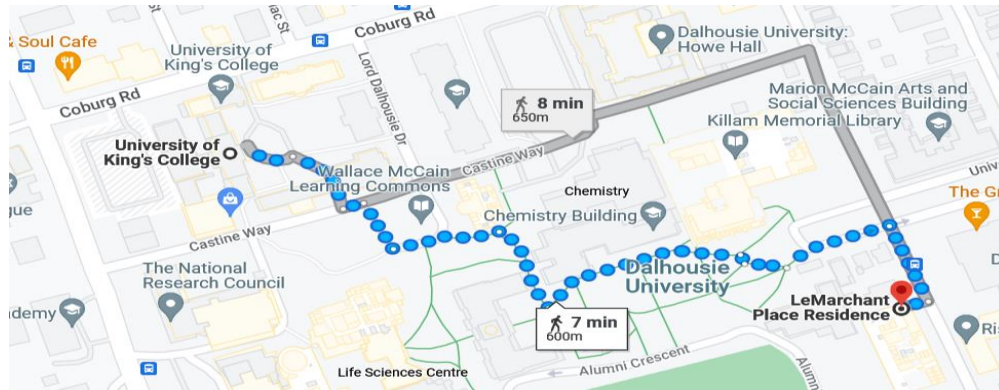 & Soul Cafe
University of
King's College
Coburg Rd
Lord Dalhousie Dr
Coburg Rd
Dalhousie University:
Howe Hall
Marion McCain Arts and
Social Sciences Building
Killam Memorial Library
8 min
650m
University of
King's College
Castine Way
Wallace McCain
Learning Commons
Chemistry
Chemistry Building
The Gr
Castine Way
The National
Research Council
Dalhousie
University
LeMarchant
Place Residence
7 min
600m
Life Sciences Centre
Alumni Crescent